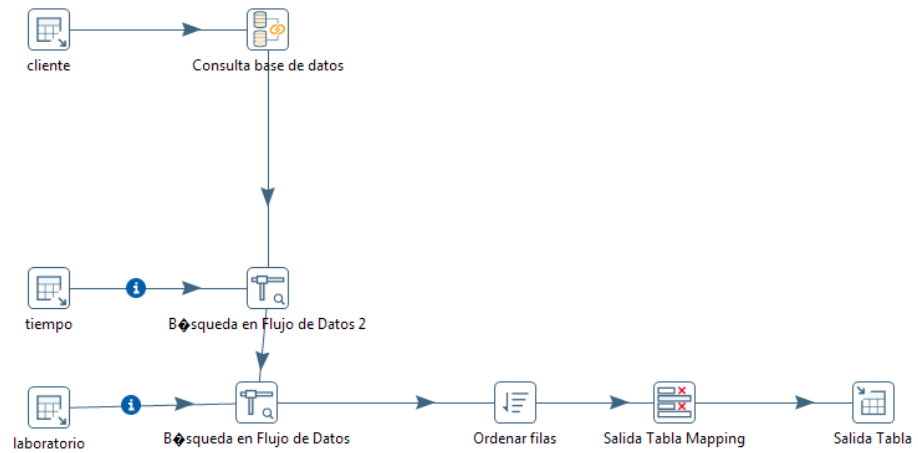 cliente
Consulta base de datos
tiempo
B�squeda en Flujo de Datos 2
laboratorio
B�squeda en Flujo de Datos
Ordenar filas
Salida Tabla Mapping
Salida Tabla